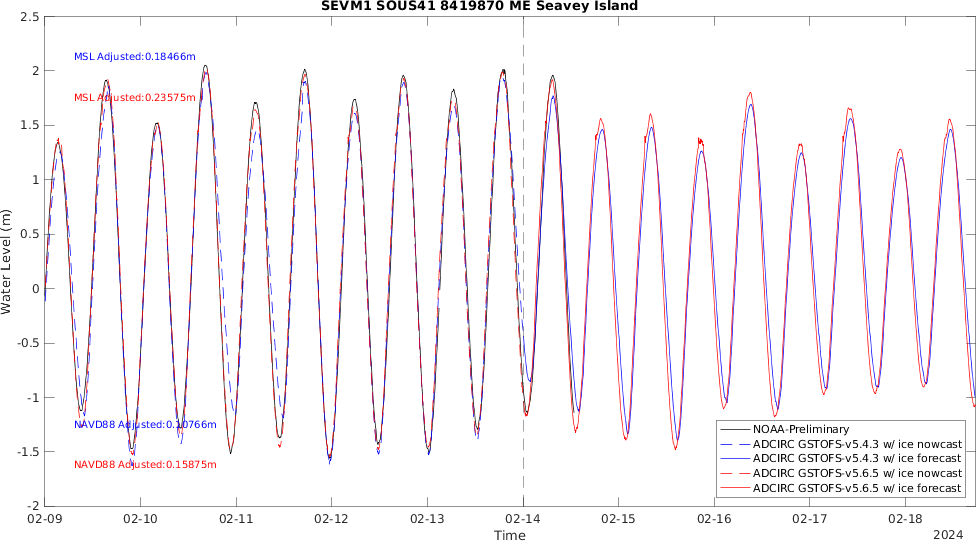 SEVM1 SOUS41 8419870 ME Seavey Island
2.5
2
1.5
1
0.5
0
-0.5
-1
-1.5
-2
Water Level (m)
MSL Adjusted:0.18466m
MSL Adjusted:0.23575m
NAVD88 Adjusted:0.10766m
NAVD88 Adjusted:0.15875m
NOAA-Preliminary
ADCIRC GSTOFS-v5.4.3 w/ ice nowcast
ADCIRC GSTOFS-v5.4.3 w/ ice forecast
ADCIRC GSTOFS-v5.6.5 w/ ice nowcast
ADCIRC GSTOFS-v5.6.5 w/ ice forecast
02-09 02-10 02-11 02-12 02-13 02-14 02-15 02-16 02-17 02-18
Time
2024